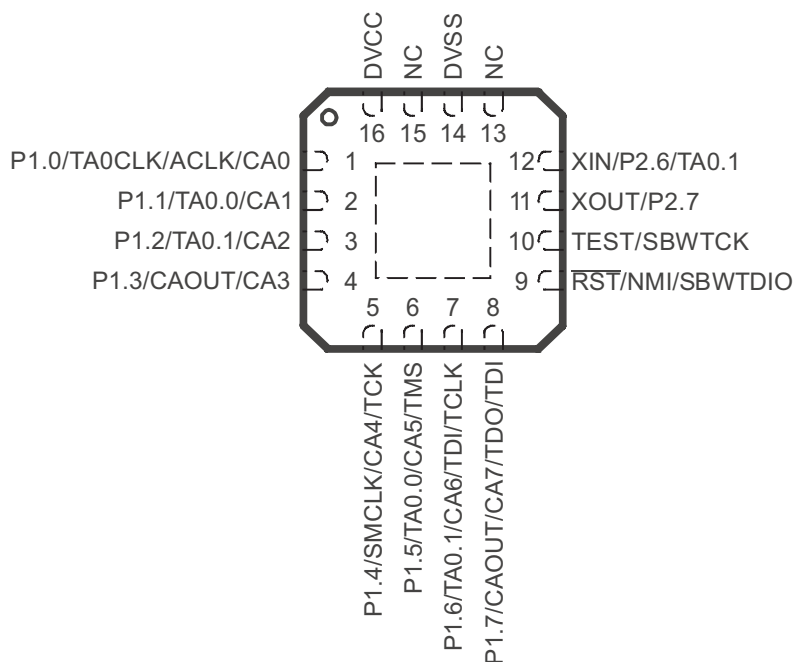 DVCC
NC
DVSS
NC
16
15
14
13
P1.0/TA0CLK/ACLK/CA0
1
P1.1/TA0.0/CA1
2
P1.2/TA0.1/CA2
3
P1.3/CAOUT/CA3
4
12
XIN/P2.6/TA0.1
11
XOUT/P2.7
10
TEST/SBWTCK
9
RST/NMI/SBWTDIO
5
6
7
8
P1.4/SMCLK/CA4/TCK
P1.5/TA0.0/CA5/TMS
P1.6/TA0.1/CA6/TDI/TCLK
P1.7/CAOUT/CA7/TDO/TDI